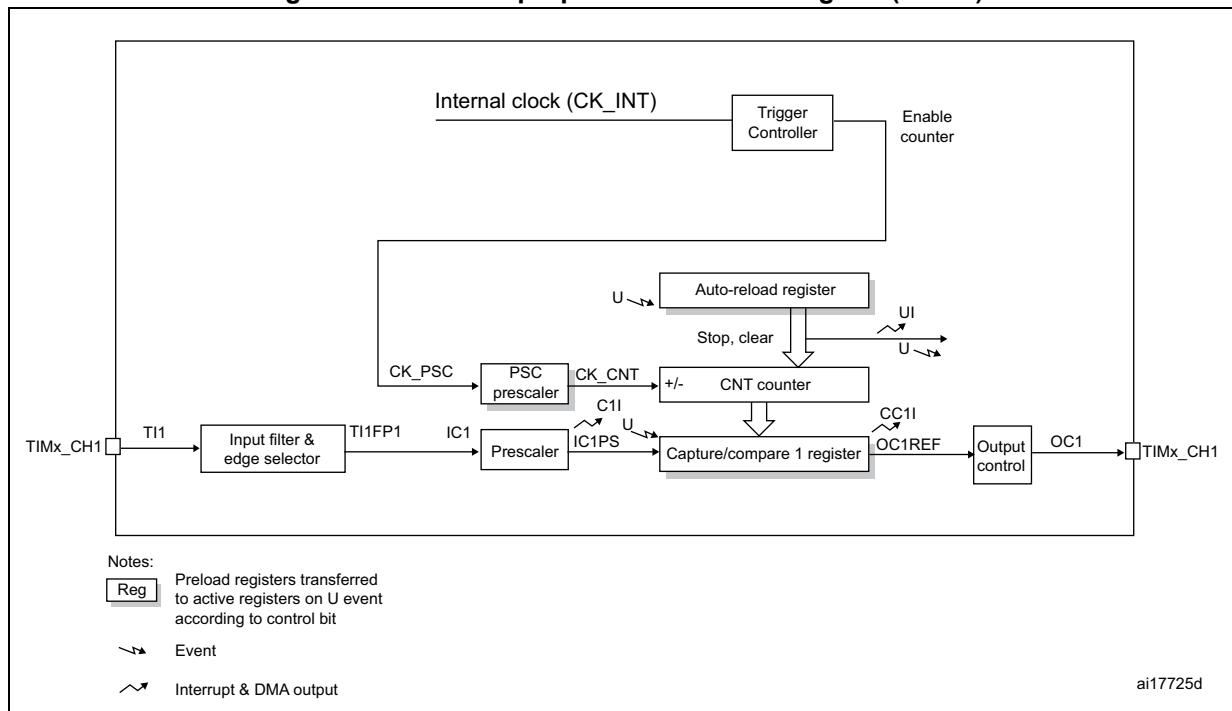 Internal clock (CK_INT)
Trigger
Controller
Enable
counter
U
Auto-reload register
Stop, clear
UI
U
CK_PSC
PSC
prescaler
CK_CNT
+/-
CNT counter
TIMx_CH1
TI1
Input filter &
edge selector
TI1FP1
IC1
Prescaler
C1I
IC1PS
U
Capture/compare 1 register
CC1I
OC1REF
Output
control
OC1
TIMx_CH1
Notes:
Reg
Preload registers transferred
to active registers on U event
according to control bit
Event
Interrupt & DMA output
ai17725d